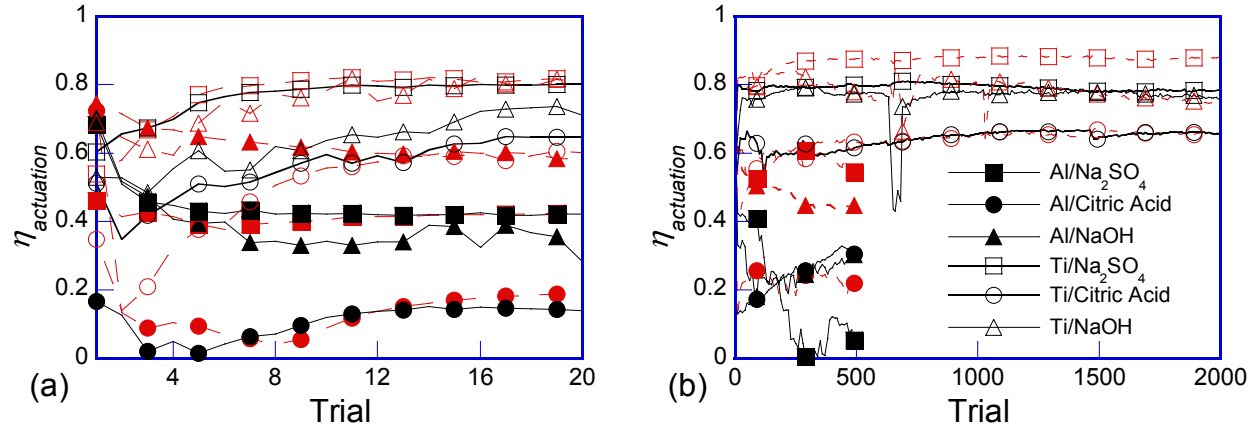 1
0.8
0.6
0.4
0.2
0
4 8 12 16 20
η actuation
Trial
(a)
1
0.8
0.6
0.4
0.2
0
0 500 1000 1500 2000
η actuation
Trial
(b)
Al/Na₂SO₄
Al/Citric Acid
Al/NaOH
Ti/Na₂SO₄
Ti/Citric Acid
Ti/NaOH